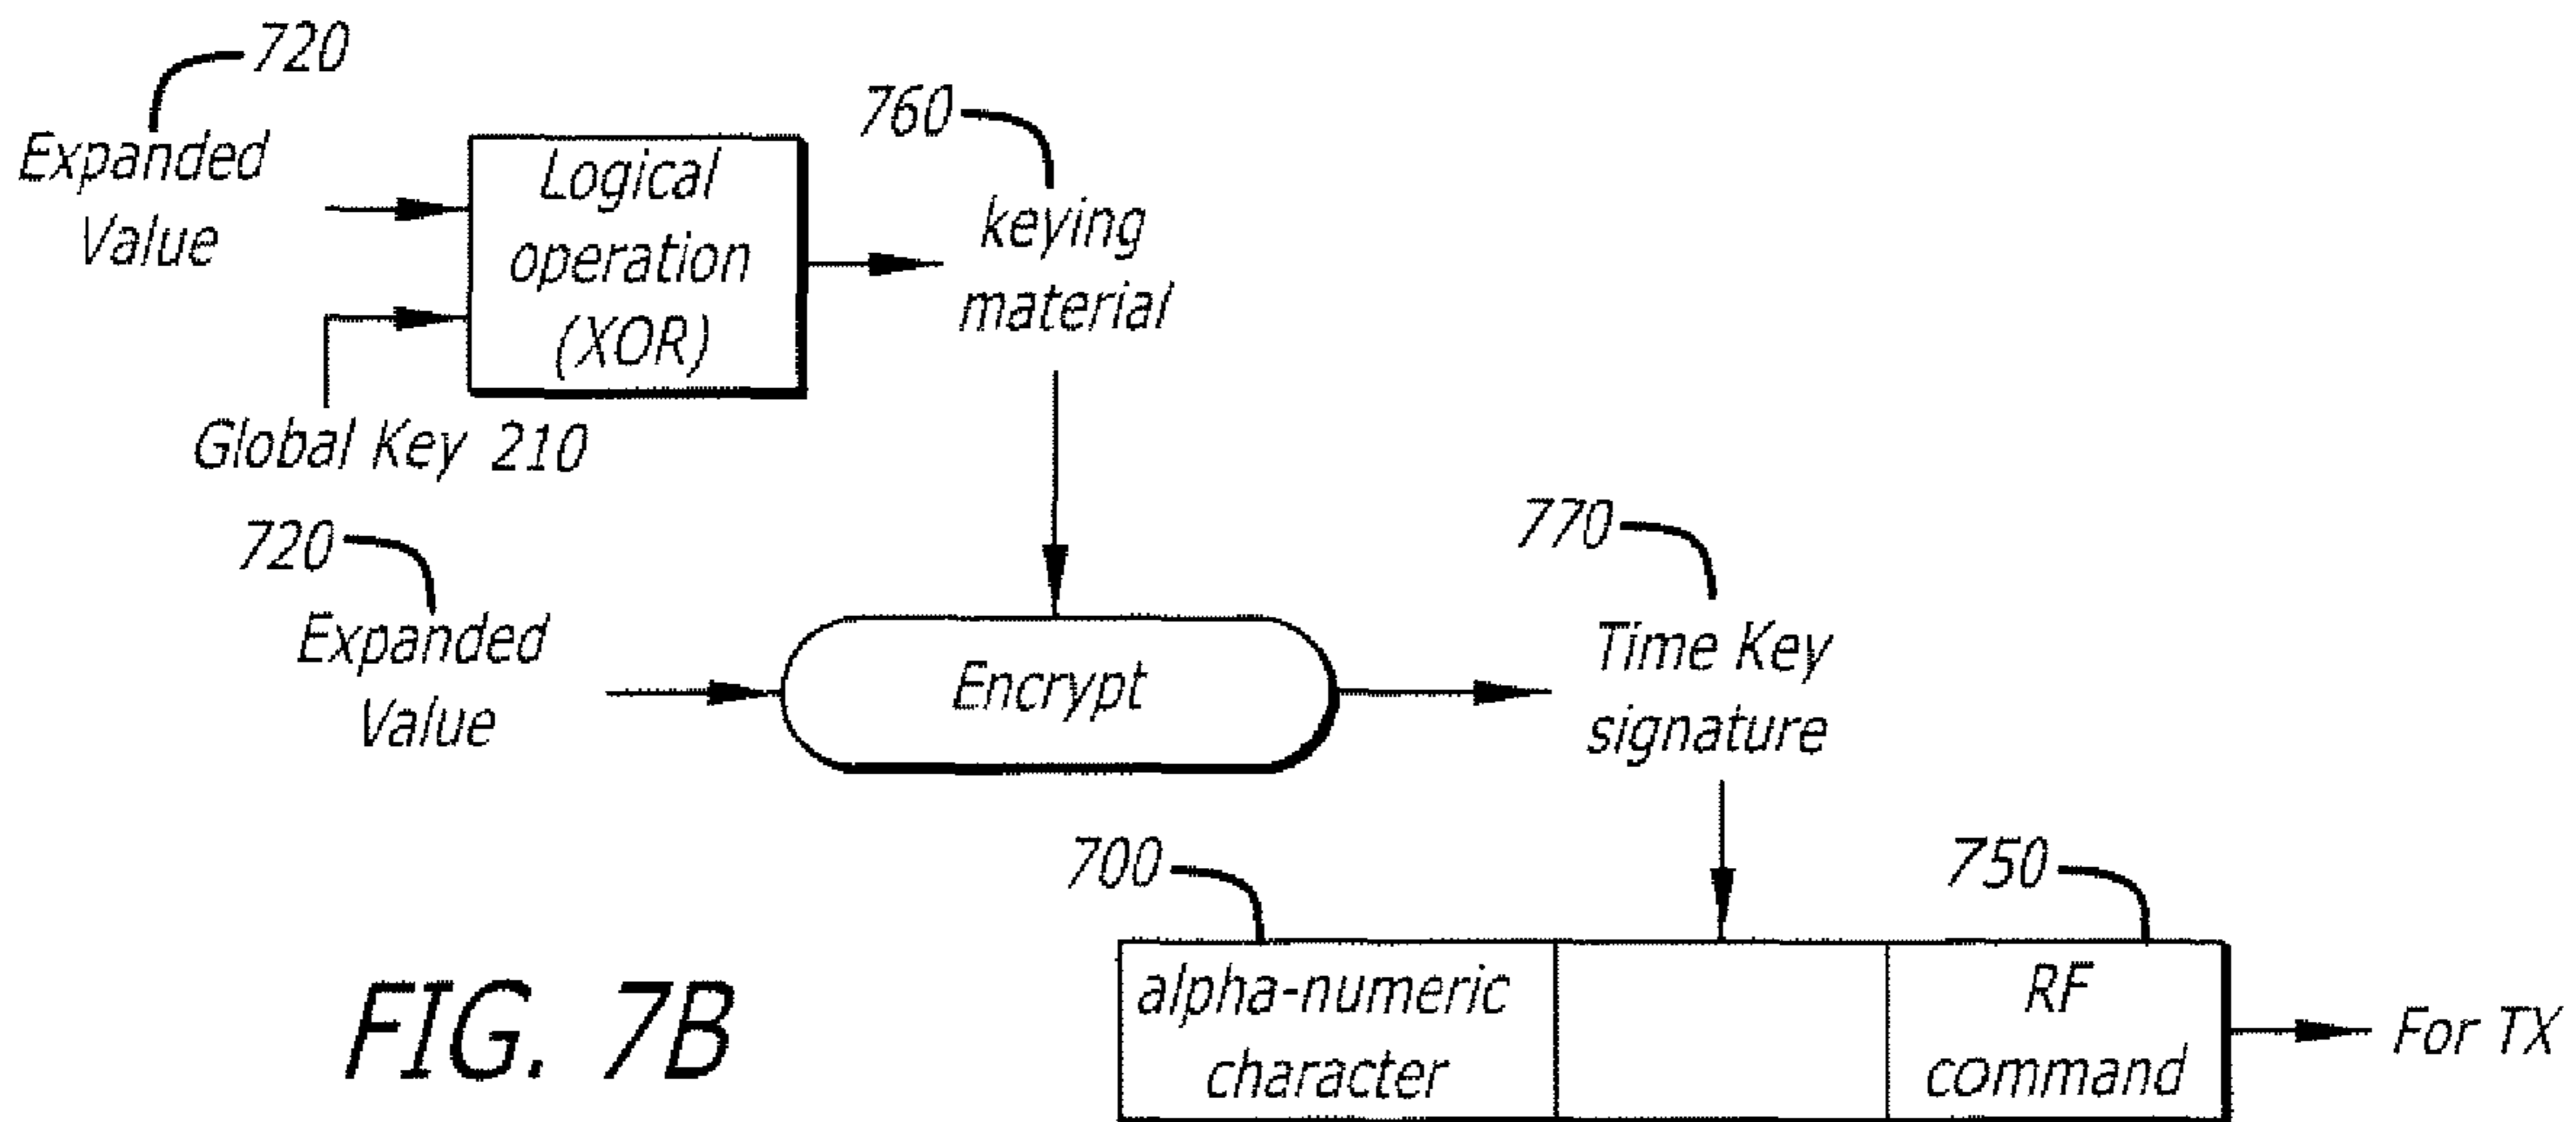 720
Expanded
Value
Logical
operation
(XOR)
760
keying
material
Global Key 210
720
Expanded
Value
Encrypt
770
Time Key
signature
700
750
alpha-numeric
character
RF
command
For TX
FIG. 7B